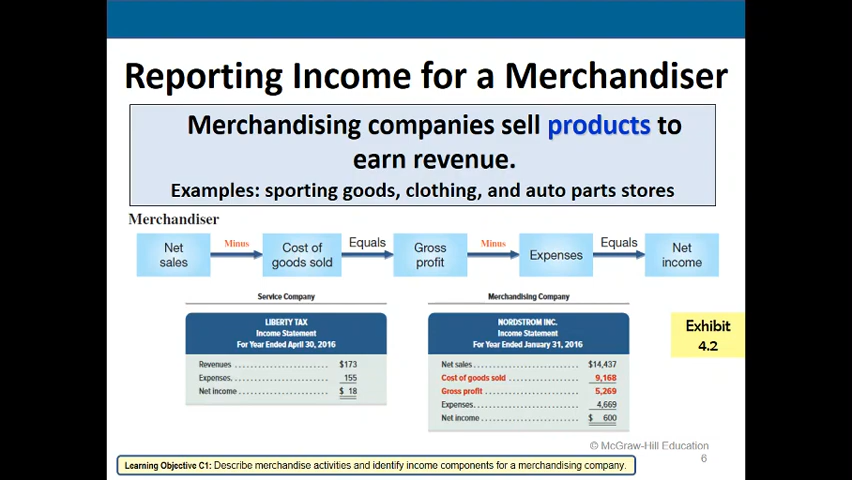 Reporting Income for a Merchandiser
Merchandising companies sell products to
earn revenue.
Examples: sporting goods, clothing, and auto parts stores
Merchandiser
Net
sales
Minus
Cost of
goods sold
Equals
Gross
profit
Minus
Expenses
Equals
Net
income
Service Company
LIBERTY TAX
Income Statement
For Year Ended April 30, 2016
Revenues . . . . . . . . . . . . . . . . . . . . . . $173
Expenses. . . . . . . . . . . . . . . . . . . . . . . 155
Net income . . . . . . . . . . . . . . . . . . . . . $ 18
Merchandising Company
NORDSTROM INC.
Income Statement
For Year Ended January 31, 2016
Net sales. . . . . . . . . . . . . . . . . . . . . . . $14,437
Cost of goods sold . . . . . . . . . . . . . . . . 9,168
Gross profit . . . . . . . . . . . . . . . . . . . . . 5,269
Expenses. . . . . . . . . . . . . . . . . . . . . . . 4,669
Net income. . . . . . . . . . . . . . . . . . . . . $ 600
Exhibit
4.2
© McGraw-Hill Education
6
Learning Objective C1: Describe merchandise activities and identify income components for a merchandising company.